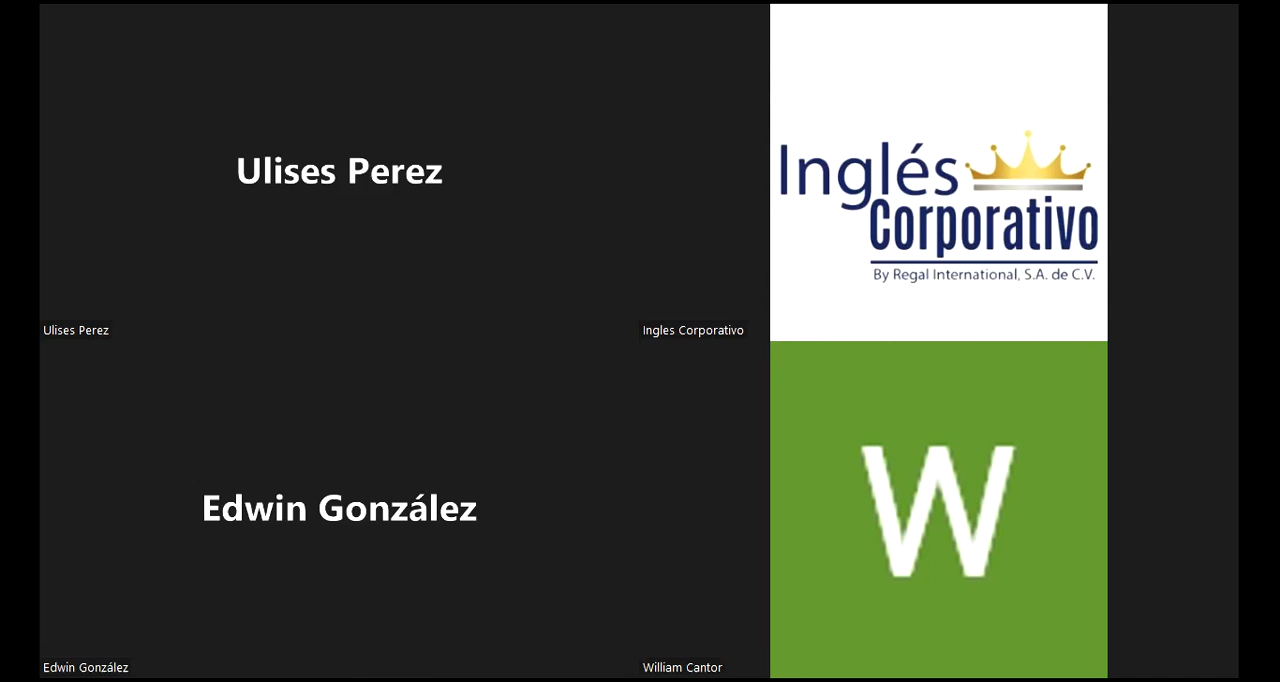 Ulises Perez
Inglés
Corporativo
By Regal International, S.A. de C.V.
Ulises Perez
Ingles Corporativo
Edwin González
W
Edwin González
William Cantor